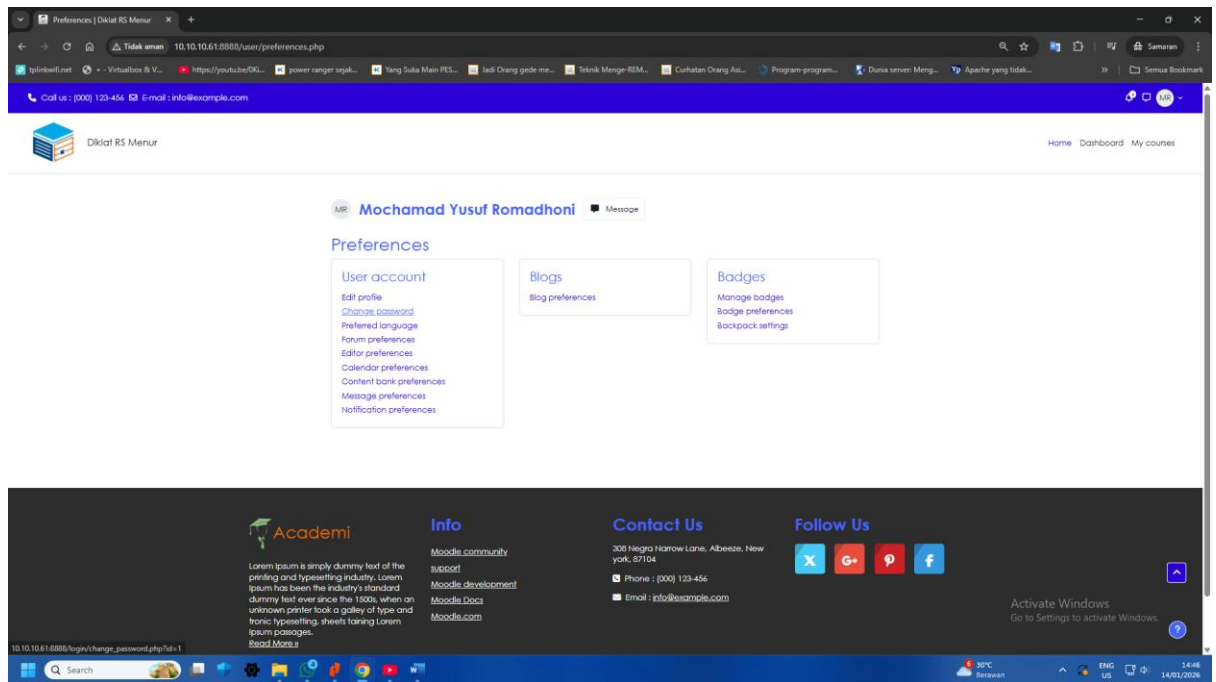 Preferences | Diklat RS Menur
Tidak aman 10.10.10.61:8888/user/preferences.php
Samaran
tplinkwifi.net
+ - Virtualbox & V...
https://youtu.be/DKi...
power ranger sejak...
Yang Suka Main PES...
Jadi Orang gede me...
Teknik Menge-REM...
Curhatan Orang Asi...
Program-program...
Dunia server: Meng...
Apache yang tidak...
Semua Bookmark
Call us : (000) 123-456 E-mail : info@example.com
MR
Diklat RS Menur
Home Dashboard My courses
MR Mochamad Yusuf Romadhoni Message
Preferences
User account
Edit profile
Change password
Preferred language
Forum preferences
Editor preferences
Calendar preferences
Content bank preferences
Message preferences
Notification preferences
Blogs
Blog preferences
Badges
Manage badges
Badge preferences
Backpack settings
Academi
Lorem Ipsum is simply dummy text of the
printing and typesetting industry. Lorem
Ipsum has been the industry's standard
dummy text ever since the 1500s, when an
unknown printer took a galley of type and
tronic typesetting, sheets taining Lorem
Ipsum passages.
Read More »
Info
Moodle community
support
Moodle development
Moodle Docs
Moodle.com
Contact Us
308 Negra Narrow Lane, Albeeze, New
york, 87104
Phone : (000) 123-456
Email : info@example.com
Follow Us
X G+
Activate Windows
Go to Settings to activate Windows.
10.10.10.61:8888/login/change_password.php?id=1
Search
6 30°C
Berawan
ENG
US
14:46
14/01/2026